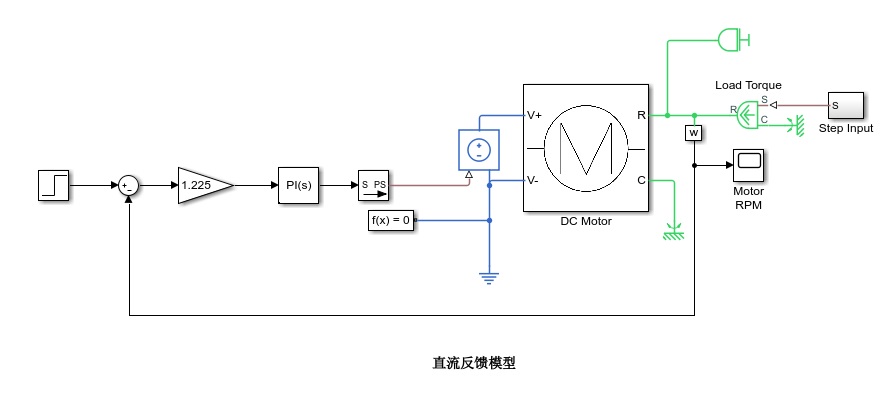 Load Torque
S
R
C
S
Step Input
V+
R
w
Motor
RPM
+
-
1.225
PI(s)
S PS
+
-
V-
C
f(x) = 0
DC Motor
直流反馈模型